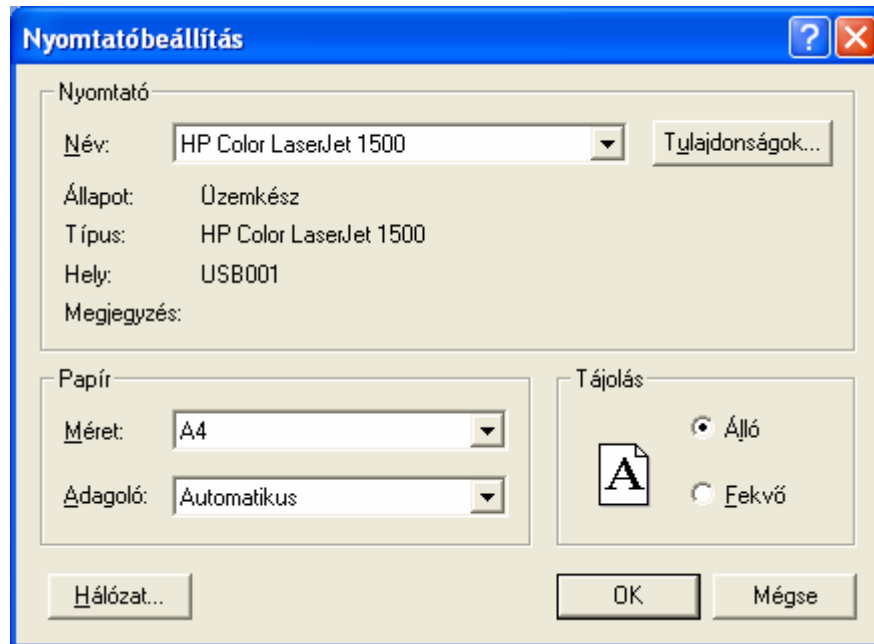 Nyomtatóbeállítás
Nyomtató
Név: HP Color LaserJet 1500 Tulajdonságok...
Állapot: Üzemkész
Típus: HP Color LaserJet 1500
Hely: USB001
Megjegyzés:
Papír
Méret: A4
Adagoló: Automatikus
Tájolás
A
Álló
Fekvő
Hálózat... OK Mégse